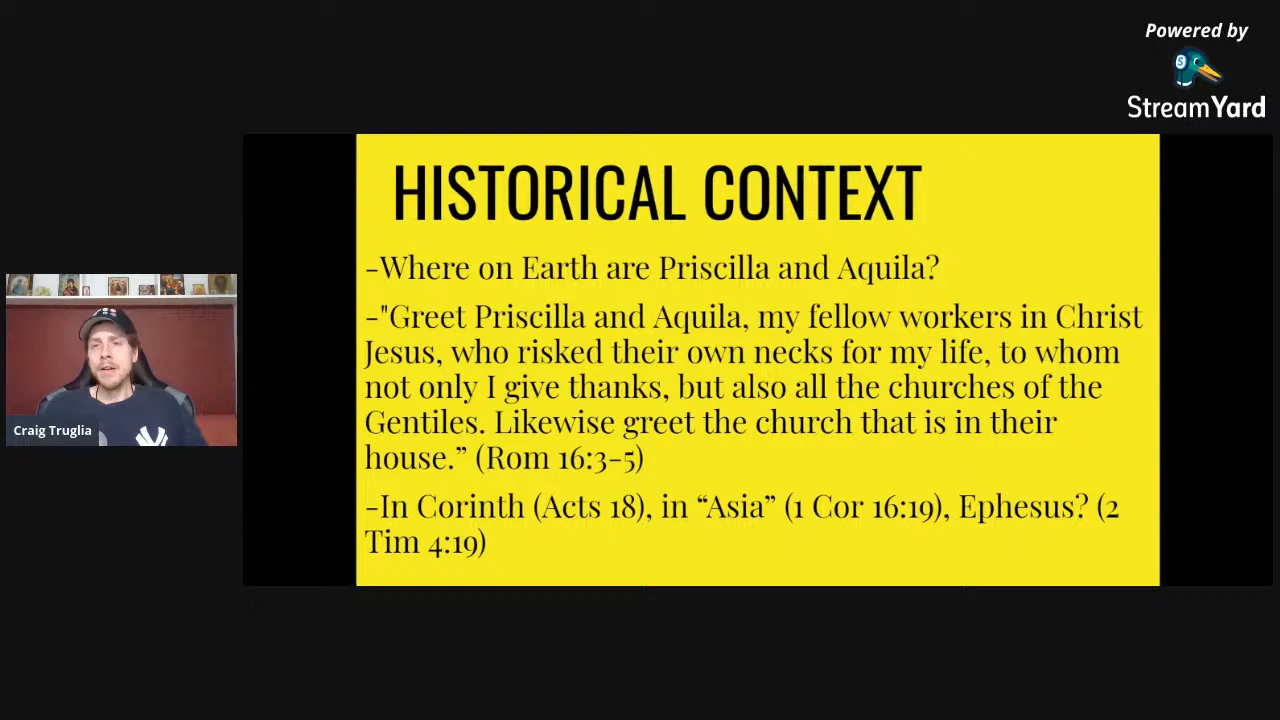 Powered by
StreamYard
HISTORICAL CONTEXT
-Where on Earth are Priscilla and Aquila?
-"Greet Priscilla and Aquila, my fellow workers in Christ
Jesus, who risked their own necks for my life, to whom
not only I give thanks, but also all the churches of the
Gentiles. Likewise greet the church that is in their
house.” (Rom 16:3-5)
-In Corinth (Acts 18), in “Asia” (1 Cor 16:19), Ephesus? (2
Tim 4:19)
Craig Truglia